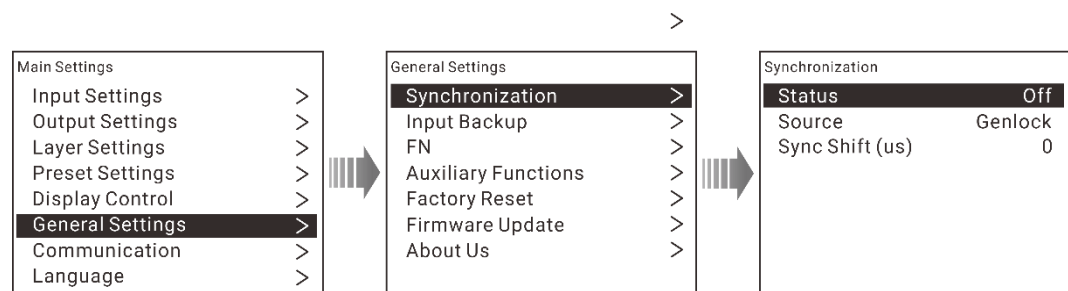 >
Main Settings
Input Settings >
Output Settings >
Layer Settings >
Preset Settings >
Display Control >
General Settings >
Communication >
Language >
General Settings
Synchronization >
Input Backup >
FN >
Auxiliary Functions >
Factory Reset >
Firmware Update >
About Us >
Synchronization
Status Off
Source Genlock
Sync Shift (us) 0